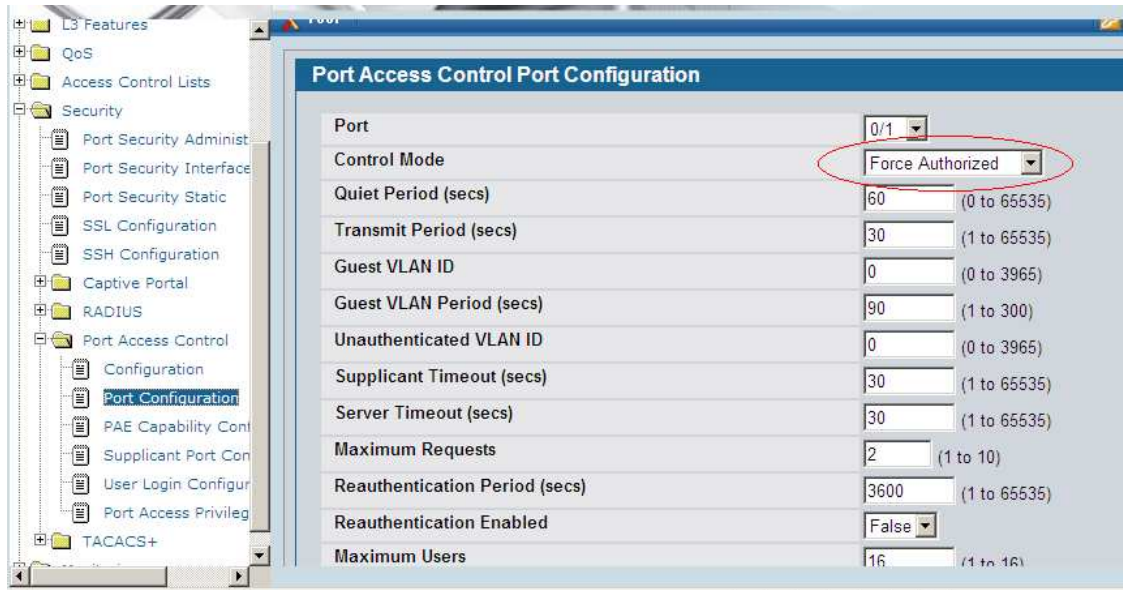 L3 Features
QoS
Access Control Lists
Security
Port Security Administ
Port Security Interface
Port Security Static
SSL Configuration
SSH Configuration
Captive Portal
RADIUS
Port Access Control
Configuration
Port Configuration
PAE Capability Con
Supplicant Port Con
User Login Configur
Port Access Privileg
TACACS+
Port Access Control Port Configuration
Port 0/1
Control Mode Force Authorized
Quiet Period (secs) 60 (0 to 65535)
Transmit Period (secs) 30 (1 to 65535)
Guest VLAN ID 0 (0 to 3965)
Guest VLAN Period (secs) 90 (1 to 300)
Unauthenticated VLAN ID 0 (0 to 3965)
Supplicant Timeout (secs) 30 (1 to 65535)
Server Timeout (secs) 30 (1 to 65535)
Maximum Requests 2 (1 to 10)
Reauthentication Period (secs) 3600 (1 to 65535)
Reauthentication Enabled False
Maximum Users 16 (1 to 16)